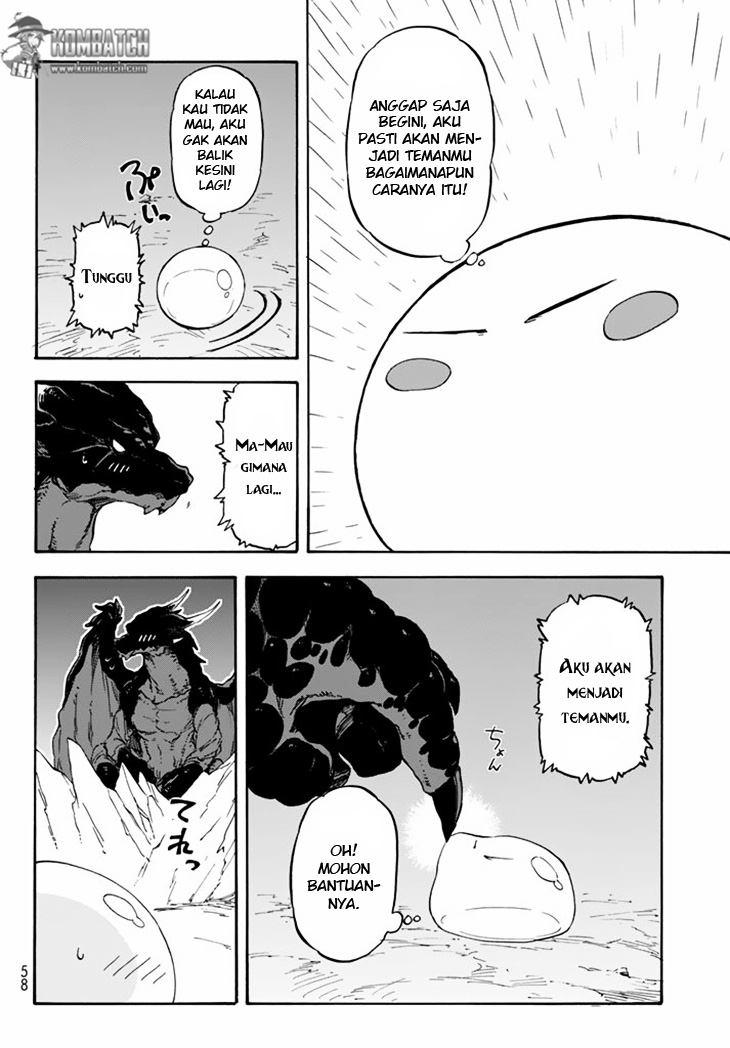 KOMBATCH
www.kombatch.com
ANGGAP SAJA
BEGINI, AKU
PASTI AKAN MEN-
JADI TEMANMU
BAGAIMANAPUN
CARANYA ITU!
KALAU
KAU TIDAK
MAU, AKU
GAK AKAN
BALIK
KESINI
LAGI!
ぷいっ
TUNGGU
MA-MAU
GIMANA
LAGI...
AKU AKAN
MENJADI
TEMANMU.
ちょん
OH!
MOHON
BANTUAN-
NYA.
てれっ
58